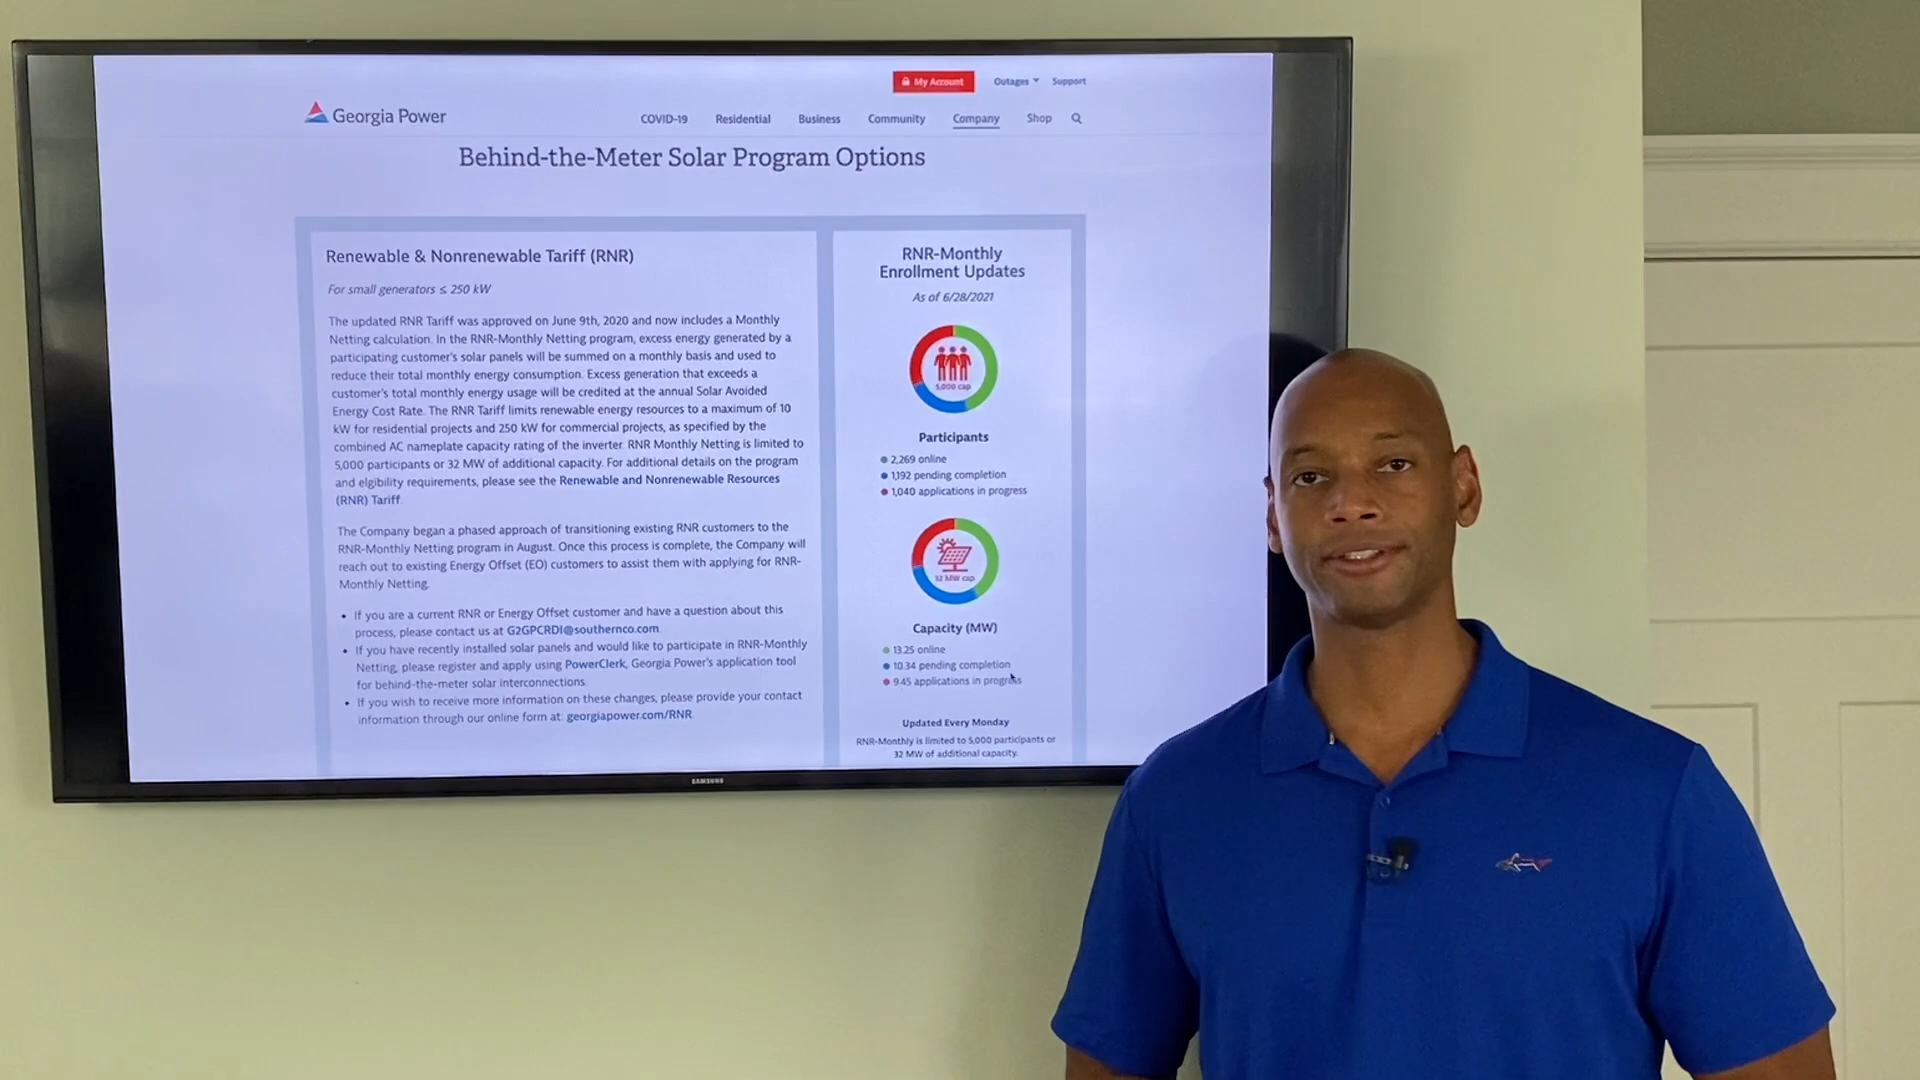 My Account
Outages
Support
Georgia Power
COVID-19
Residential
Business
Community
Company
Shop
Behind-the-Meter Solar Program Options
Renewable & Nonrenewable Tariff (RNR)
For small generators ≤ 250 kW
The updated RNR Tariff was approved on June 9th, 2020 and now includes a Monthly
Netting calculation. In the RNR-Monthly Netting program, excess energy generated by a
participating customer's solar panels will be summed on a monthly basis and used to
reduce their total monthly energy consumption. Excess generation that exceeds a
customer's total monthly energy usage will be credited at the annual Solar Avoided
Energy Cost Rate. The RNR Tariff limits renewable energy resources to a maximum of 10
kW for residential projects and 250 kW for commercial projects, as specified by the
combined AC nameplate capacity rating of the inverter. RNR Monthly Netting is limited to
5,000 participants or 32 MW of additional capacity. For additional details on the program
and elgibility requirements, please see the Renewable and Nonrenewable Resources
(RNR) Tariff.
The Company began a phased approach of transitioning existing RNR customers to the
RNR-Monthly Netting program in August. Once this process is complete, the Company will
reach out to existing Energy Offset (EO) customers to assist them with applying for RNR-
Monthly Netting.
• If you are a current RNR or Energy Offset customer and have a question about this
process, please contact us at G2GPCRDI@southernco.com.
• If you have recently installed solar panels and would like to participate in RNR-Monthly
Netting, please register and apply using PowerClerk, Georgia Power's application tool
for behind-the-meter solar interconnections.
• If you wish to receive more information on these changes, please provide your contact
information through our online form at: georgiapower.com/RNR.
RNR-Monthly
Enrollment Updates
As of 6/28/2021
5,000 cap
Participants
2,269 online
1,192 pending completion
1,040 applications in progress
32 MW cap
Capacity (MW)
13.25 online
10.34 pending completion
9.45 applications in progress
Updated Every Monday
RNR-Monthly is limited to 5,000 participants or
32 MW of additional capacity.
SAMSUNG